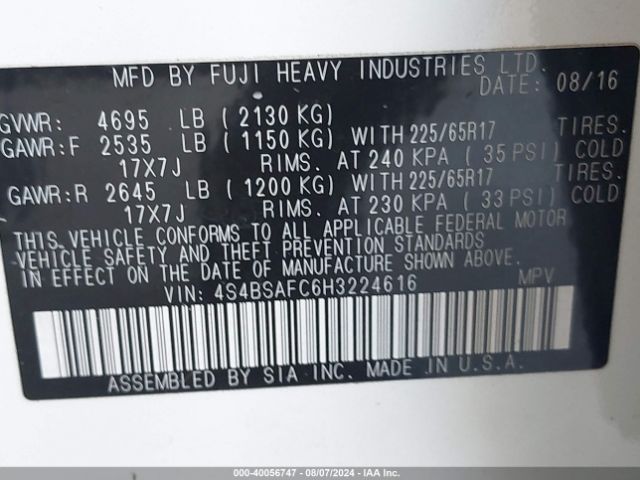 MFD BY FUJI HEAVY INDUSTRIES LTD.
DATE: 08/16
GVWR: 4695 LB (2130 KG)
GAWR:F 2535 LB (1150 KG) WITH 225/65R17 TIRES.
17X7J RIMS. AT 240 KPA (35 PSI) COLD
GAWR:R 2645 LB (1200 KG) WITH 225/65R17 TIRES.
17X7J RIMS. AT 230 KPA (33 PSI) COLD
THIS VEHICLE CONFORMS TO ALL APPLICABLE FEDERAL MOTOR
VEHICLE SAFETY AND THEFT PREVENTION STANDARDS
IN EFFECT ON THE DATE OF MANUFACTURE SHOWN ABOVE.
VIN: 4S4BSAFC6H3224616 MPV
ASSEMBLED BY SIA INC. MADE IN U.S.A.
000-40056747 - 08/07/2024 - IAA Inc.